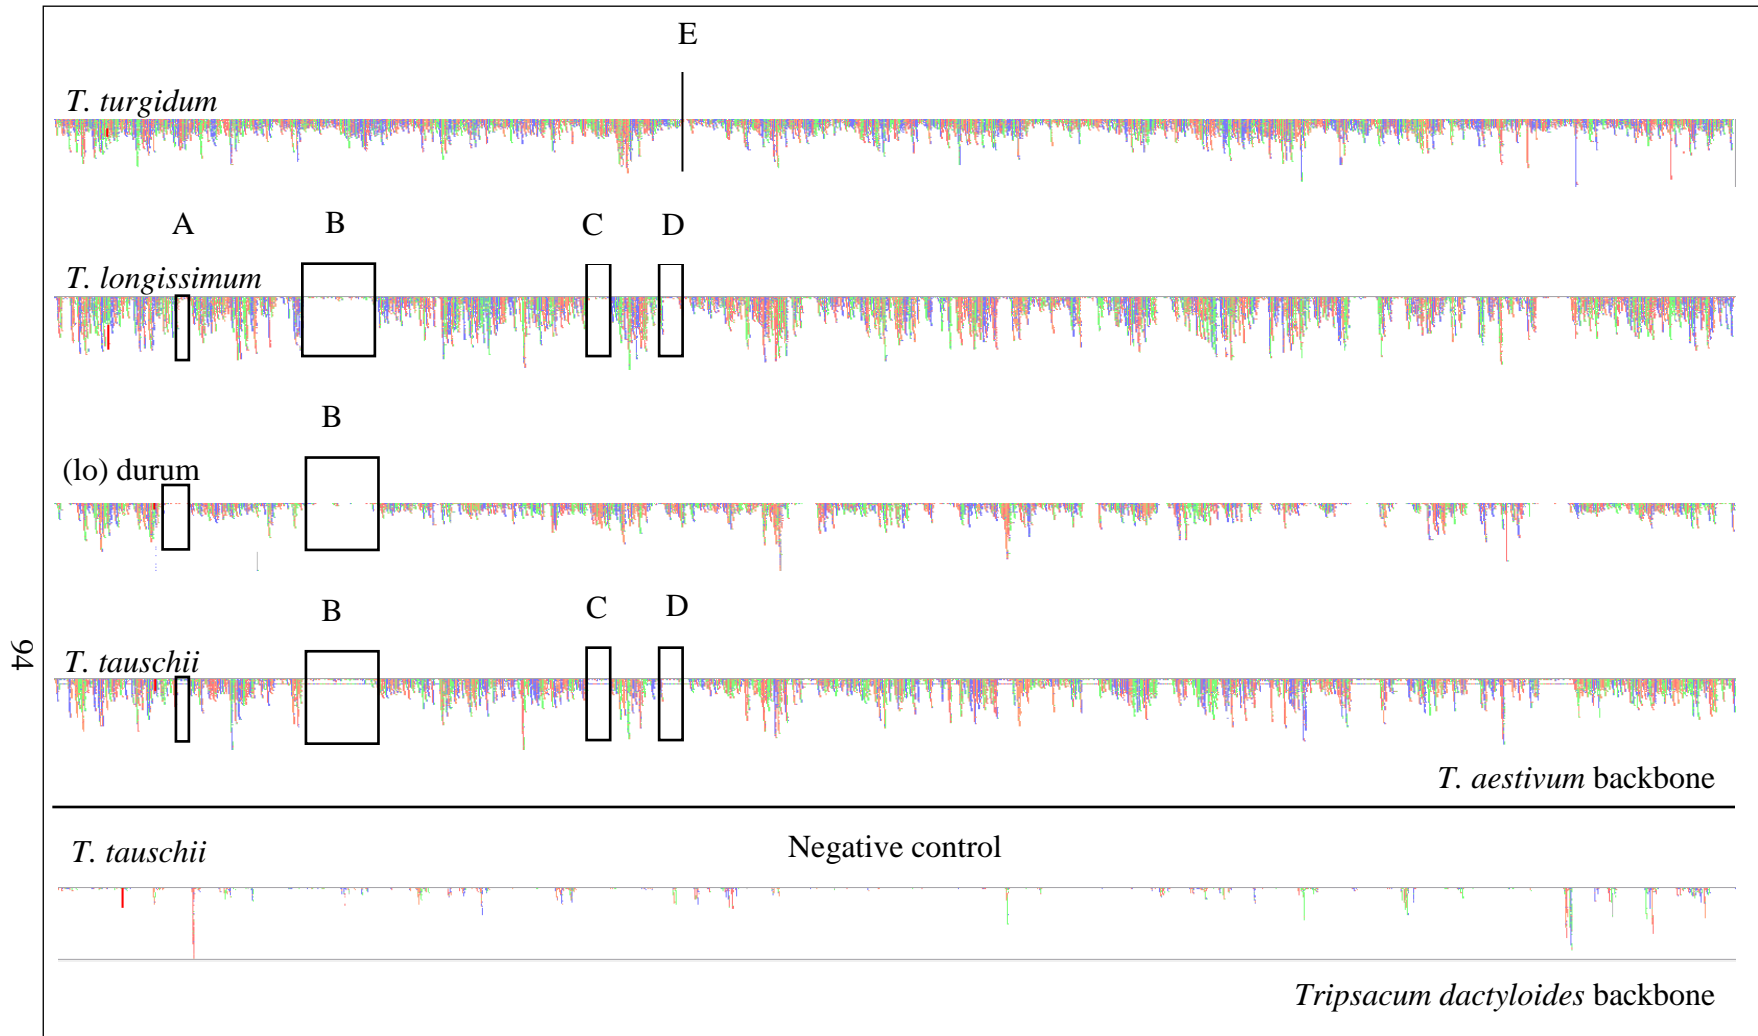 E
T. turgidum
A B C D
T. longissimum
B
(lo) durum
B C D
T. tauschii
94
T. aestivum backbone
Negative control
T. tauschii
Tripsacum dactyloides backbone